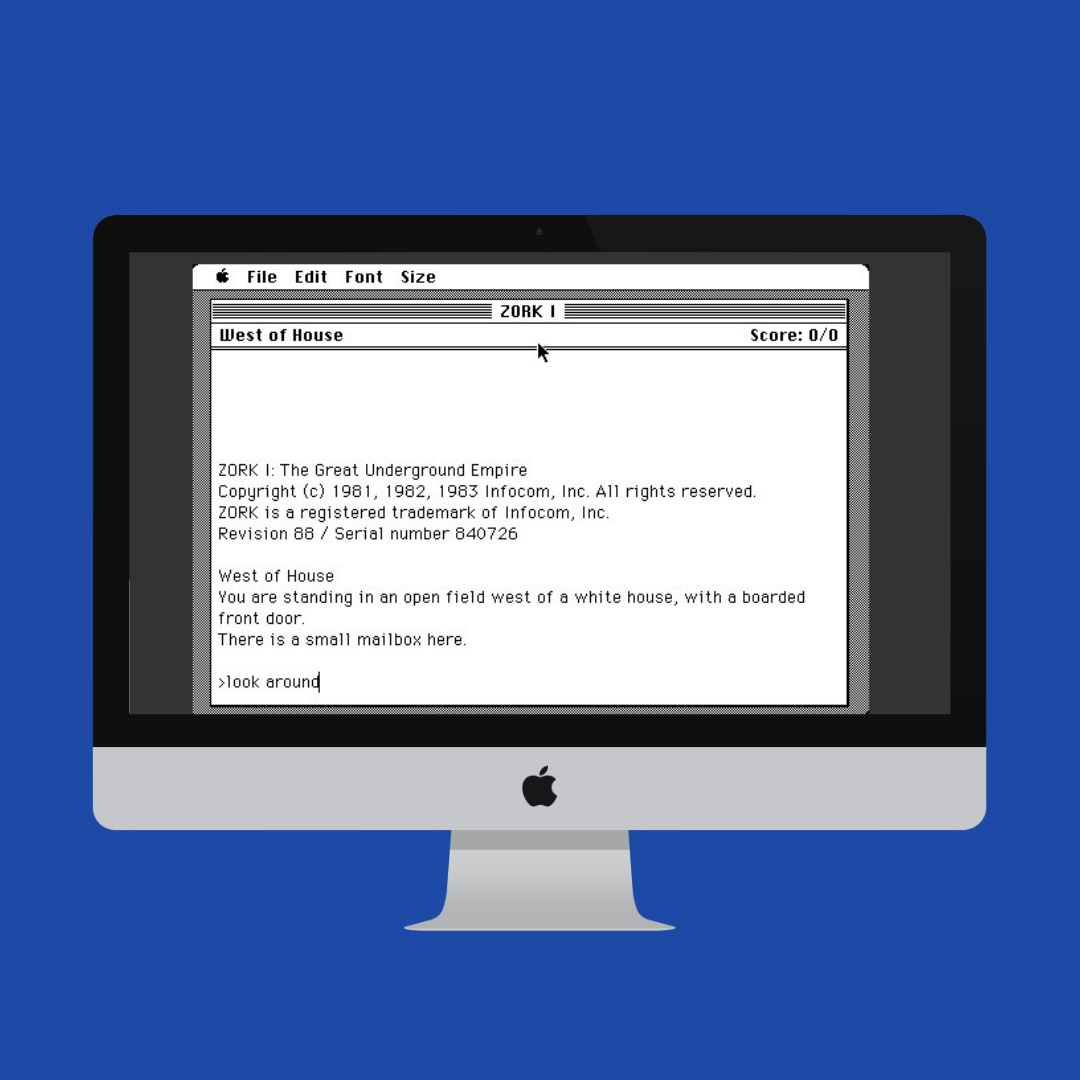 File Edit Font Size
ZORK I
West of House Score: 0/0
ZORK I: The Great Underground Empire
Copyright (c) 1981, 1982, 1983 Infocom, Inc. All rights reserved.
ZORK is a registered trademark of Infocom, Inc.
Revision 88 / Serial number 840726
West of House
You are standing in an open field west of a white house, with a boarded
front door.
There is a small mailbox here.
>look around